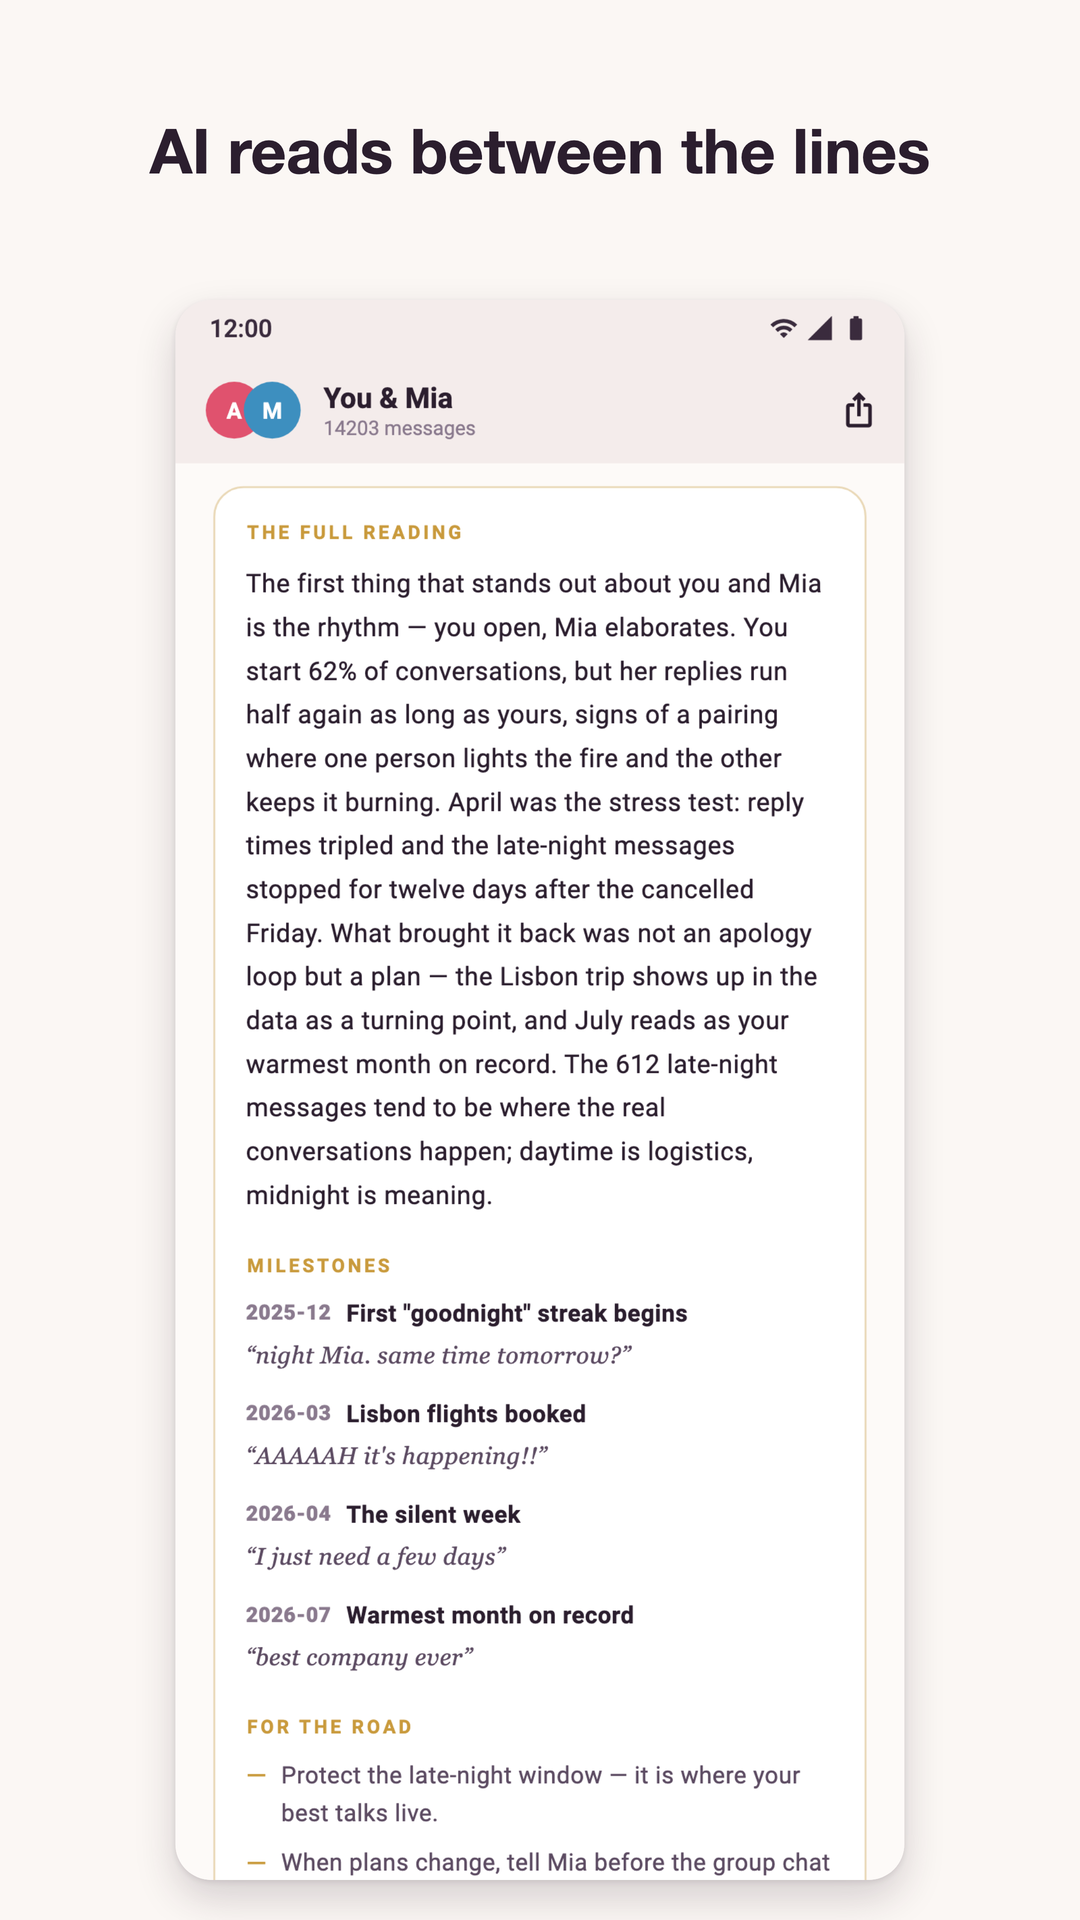 AI reads between the lines
12:00
A M
You & Mia
14203 messages
THE FULL READING
The first thing that stands out about you and Mia
is the rhythm — you open, Mia elaborates. You
start 62% of conversations, but her replies run
half again as long as yours, signs of a pairing
where one person lights the fire and the other
keeps it burning. April was the stress test: reply
times tripled and the late-night messages
stopped for twelve days after the cancelled
Friday. What brought it back was not an apology
loop but a plan — the Lisbon trip shows up in the
data as a turning point, and July reads as your
warmest month on record. The 612 late-night
messages tend to be where the real
conversations happen; daytime is logistics,
midnight is meaning.
MILESTONES
2025-12 First "goodnight" streak begins
“night Mia. same time tomorrow?”
2026-03 Lisbon flights booked
“AAAAAH it's happening!!”
2026-04 The silent week
“I just need a few days”
2026-07 Warmest month on record
“best company ever”
FOR THE ROAD
— Protect the late-night window — it is where your
best talks live.
— When plans change, tell Mia before the group chat